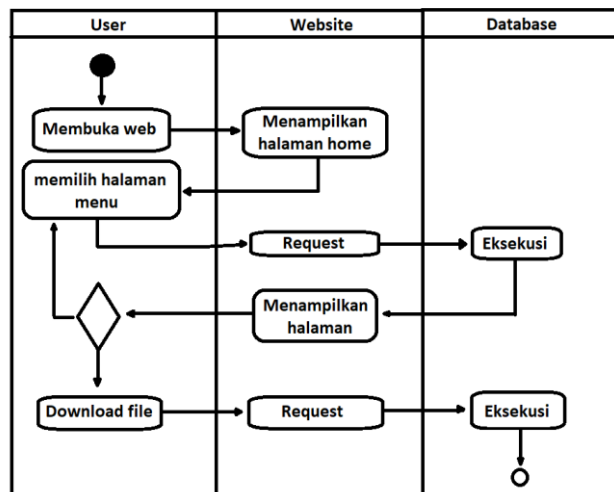 User
Website
Database
Membuka web
Menampilkan
halaman home
memilih halaman
menu
Request
Eksekusi
Menampilkan
halaman
Download file
Request
Eksekusi